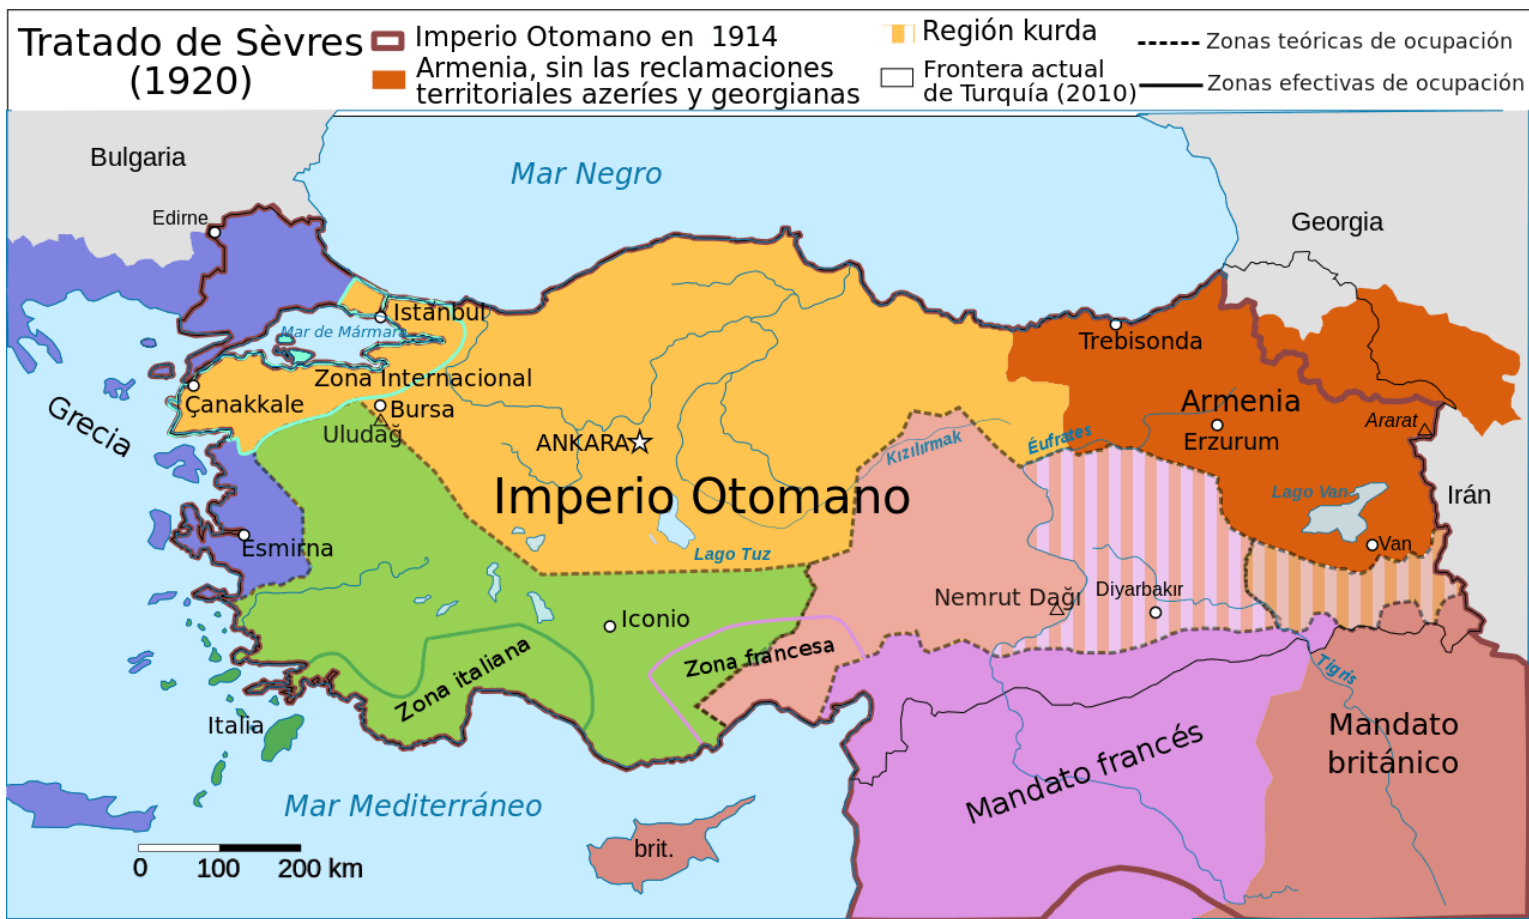 Tratado de Sèvres
(1920)
Imperio Otomano en 1914
Armenia, sin las reclamaciones
territoriales azeríes y georgianas
Región kurda
Frontera actual
de Turquía (2010)
Zonas teóricas de ocupación
Zonas efectivas de ocupación
Bulgaria
Mar Negro
Edirne
Georgia
Istanbul
Mar de Mármara
Trebisonda
Zona Internacional
Çanakkale
Bursa
Grecia
Uludağ
ANKARA
Armenia
Erzurum
Ararat
Kızılırmak
Éufrates
Imperio Otomano
Lago Van
Irán
Esmirna
Lago Tuz
Van
Nemrut Dağı
Diyarbakır
Iconio
Zona italiana
Zona francesa
Tigris
Italia
Mandato francés
Mandato
británico
Mar Mediterráneo
brit.
0 100 200 km